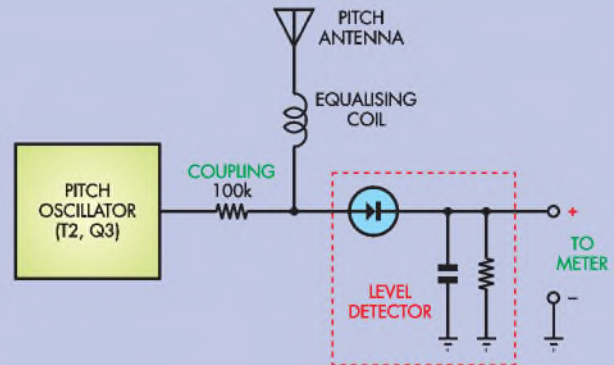 PITCH
ANTENNA
EQUALISING
COIL
COUPLING
100k
PITCH
OSCILLATOR
(T2, Q3)
LEVEL
DETECTOR
+
TO
METER
–